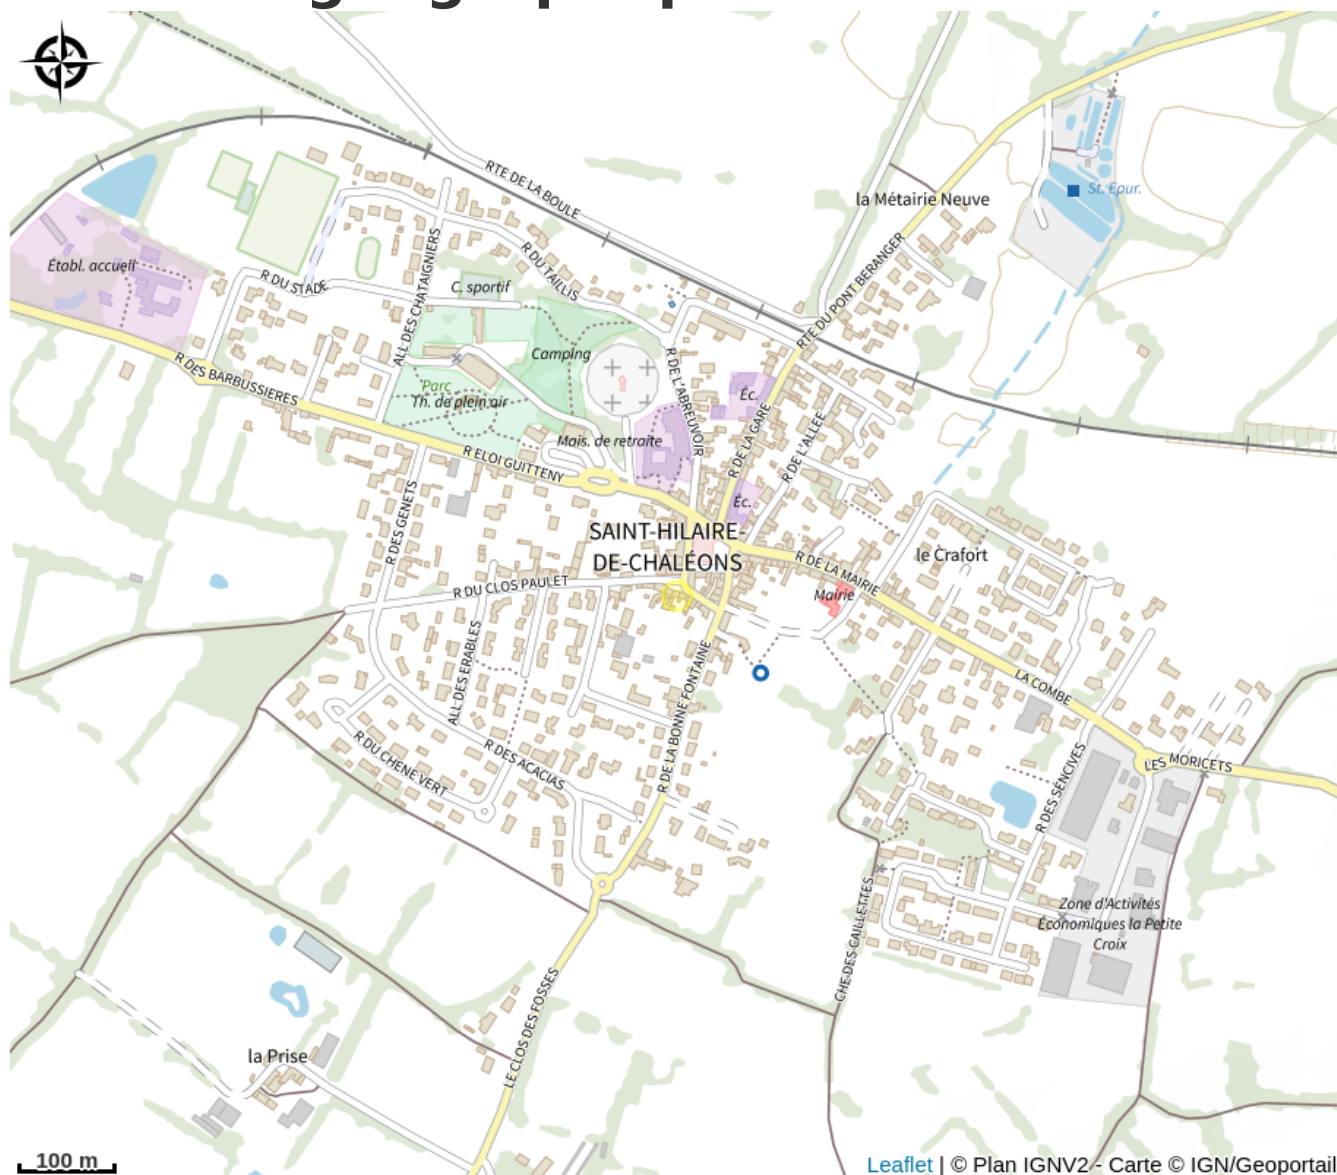 RTE DE LA BOULE
la Métairie Neuve
St. Epur.
Établ. accueil
R DU STADE
ALL DES CHATAIGNIERS
R DU TAILLIS
C. sportif
RTE DU PONT BERANGER
Camping
R DES BARBUSSIERES
Parc
Th. de plein air
R DE L'ABREUVOIR
Éc.
R DE LA GARE
R DE L'ALLEE
Mais. de retraite
R ELOI GUITTENY
Éc.
R DES GENETS
SAINT-HILAIRE-
DE-CHALÉONS
R DE LA MAIRIE
le Crafort
R DU CLOS PAULET
Mairie
ALL DES ERABLES
R DE LA BONNE FONTAINE
LA COMBE
R DU CHENE VERT
R DES ACACIAS
LES MORICETS
R DES SENCIVES
CHE DES CAILLETTES
Zone d'Activités
Économiques la Petite
Croix
LE CLOS DES FOSSES
la Prise
100 m
Leaflet | © Plan IGNV2 - Carte © IGN/Geoportail